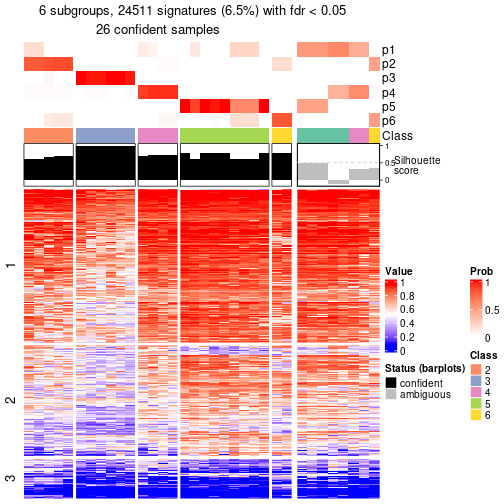 6 subgroups, 24511 signatures (6.5%) with fdr < 0.05
26 confident samples
p1
p2
p3
p4
p5
p6
Class
1
0.5
0
Silhouette
score
1
2
3
Value
1
0.8
0.6
0.4
0.2
0
Prob
1
0.5
0
Status (barplots)
confident
ambiguous
Class
2
3
4
5
6